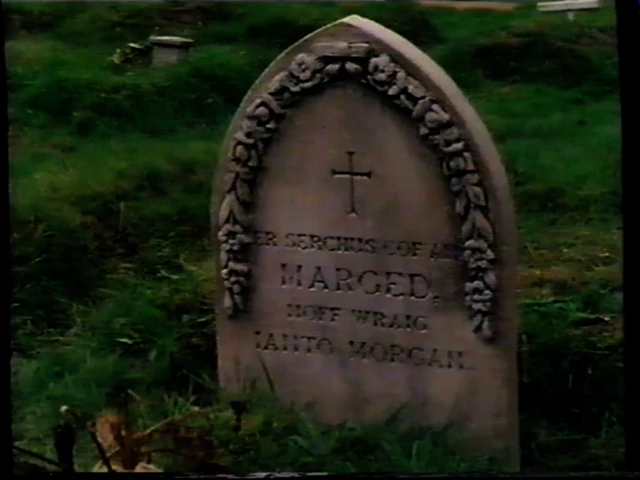 ER SERCHUS GOF AM
MARGED,
HOFF WRAIG
IANTO MORGAN